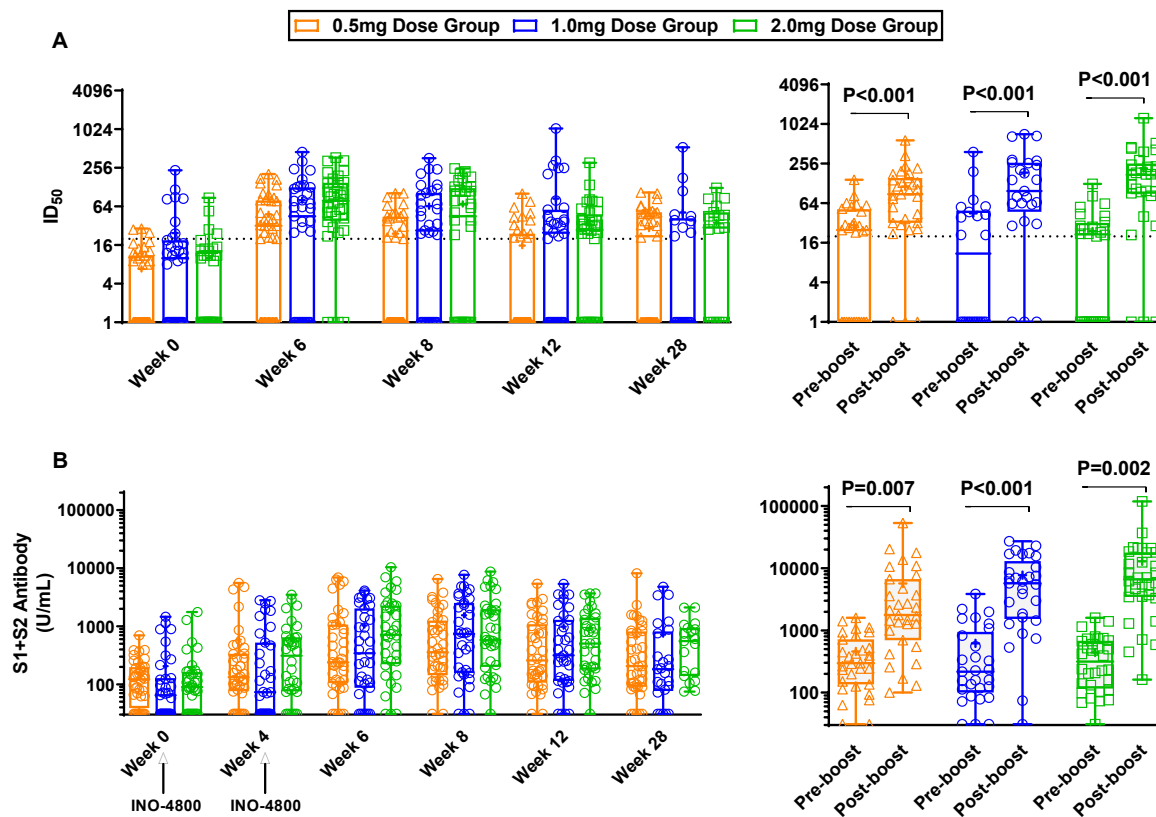 0.5mg Dose Group 1.0mg Dose Group 2.0mg Dose Group
A
ID50
4096
1024
256
64
16
4
1
Week 0
Week 6
Week 8
Week 12
Week 28
4096
1024
256
64
16
4
1
P<0.001
P<0.001
P<0.001
Pre-boost
Post-boost
Pre-boost
Post-boost
Pre-boost
Post-boost
B
S1+S2 Antibody
(U/mL)
100000
10000
1000
100
Week 0
Week 4
Week 6
Week 8
Week 12
Week 28
INO-4800
INO-4800
100000
10000
1000
100
P=0.007
P<0.001
P=0.002
Pre-boost
Post-boost
Pre-boost
Post-boost
Pre-boost
Post-boost